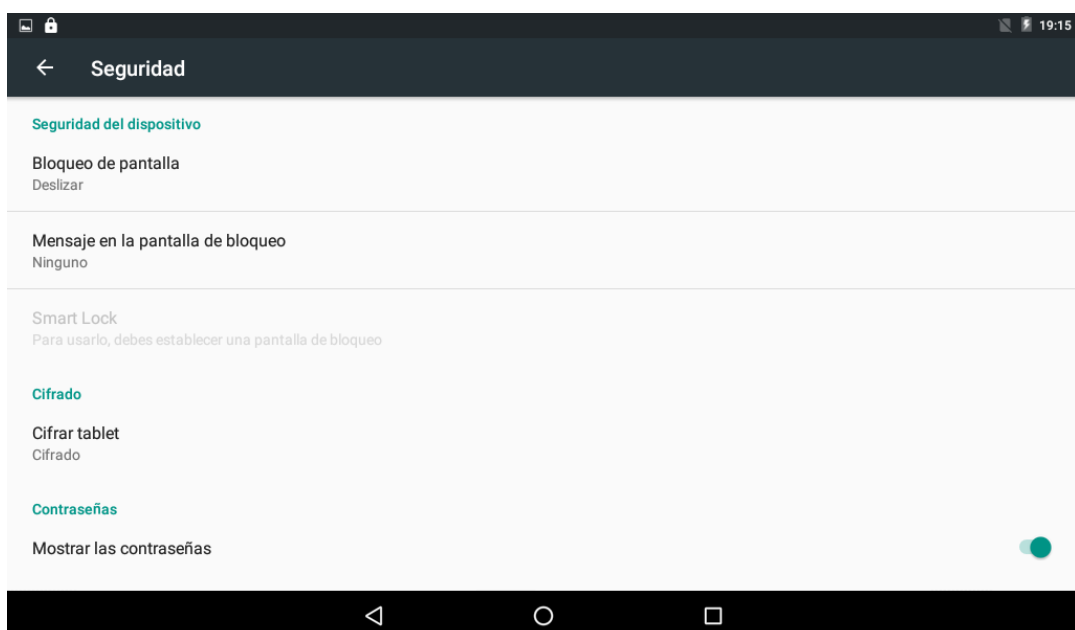 19:15
Seguridad
Seguridad del dispositivo
Bloqueo de pantalla
Deslizar
Mensaje en la pantalla de bloqueo
Ninguno
Smart Lock
Para usarlo, debes establecer una pantalla de bloqueo
Cifrado
Cifrar tablet
Cifrado
Contraseñas
Mostrar las contraseñas